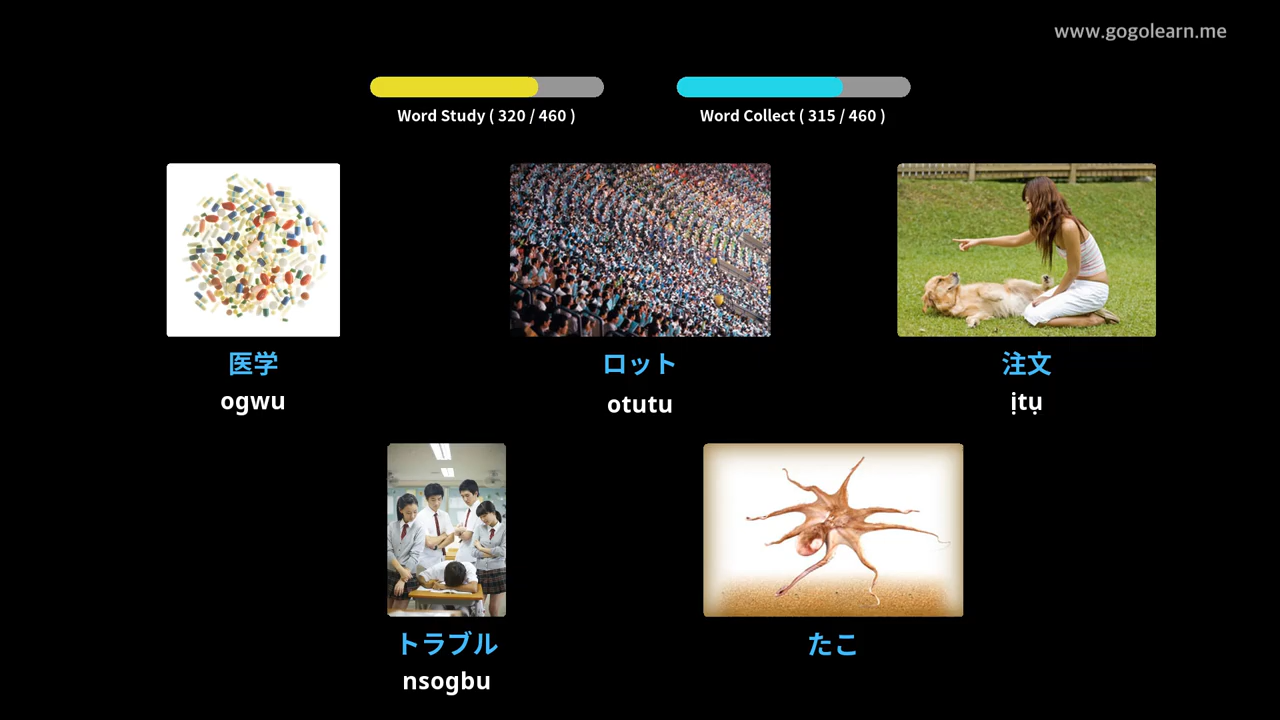 www.gogolearn.me
Word Study ( 320 / 460 )
Word Collect ( 315 / 460 )
医学
ogwu
ロット
otutu
注文
ịtụ
トラブル
nsogbu
たこ